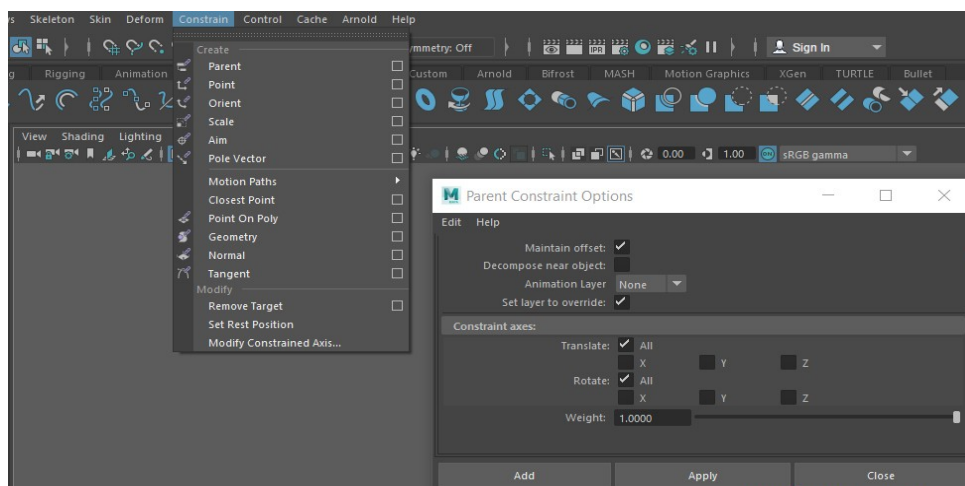 s Skeleton Skin Deform Constrain Control Cache Arnold Help
mmetry: Off
IPR
Sign In
g Rigging Animation Custom Arnold Bifrost MASH Motion Graphics XGen TURTLE Bullet
Create
Parent
Point
Orient
Scale
Aim
Pole Vector
Motion Paths
Closest Point
Point On Poly
Geometry
Normal
Tangent
Modify
Remove Target
Set Rest Position
Modify Constrained Axis...
View Shading Lighting
0.00 1.00 ON sRGB gamma
M Parent Constraint Options
Edit Help
Maintain offset:
Decompose near object:
Animation Layer None
Set layer to override:
Constraint axes:
Translate: All
X Y Z
Rotate: All
X Y Z
Weight: 1.0000
Add Apply Close